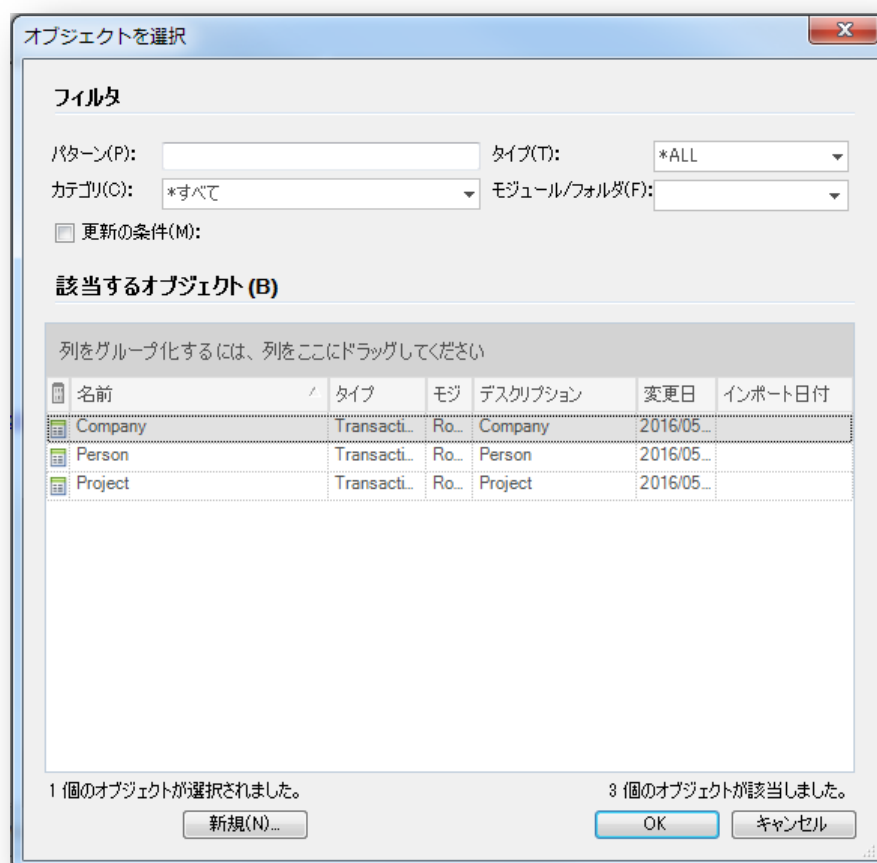 オブジェクトを選択
フィルタ
パターン(P): タイプ(T): *ALL
カテゴリ(C): *すべて モジュール/フォルダ(F):
更新の条件(M):
該当するオブジェクト(B)
列をグループ化するには、列をここにドラッグしてください
名前 タイプ モジ デスクリプション 変更日 インポート日付
Company Transacti... Ro... Company 2016/05...
Person Transacti... Ro... Person 2016/05...
Project Transacti... Ro... Project 2016/05...
1 個のオブジェクトが選択されました。 3 個のオブジェクトが該当しました。
新規(N)... OK キャンセル